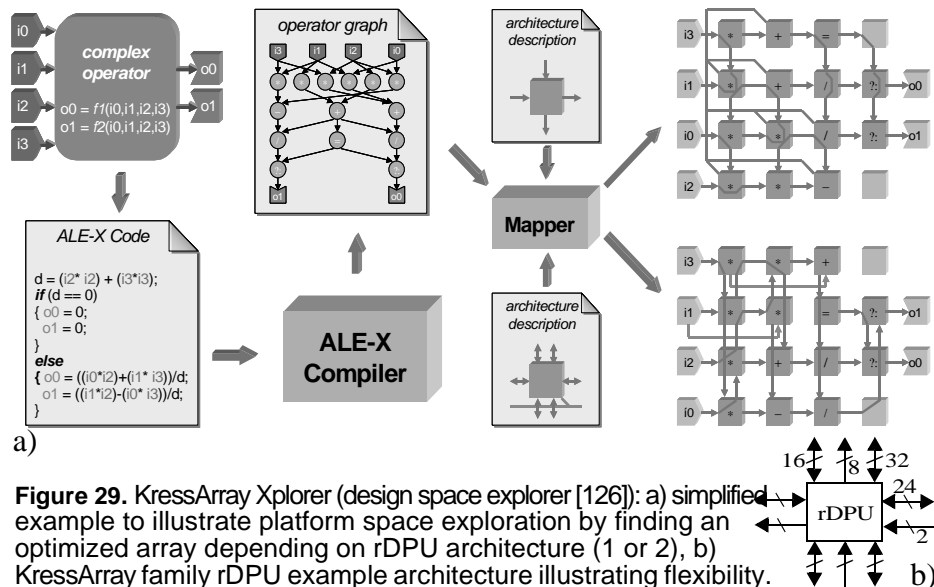 i0
i1
i2
i3
complex
operator
o0 = f1(i0,i1,i2,i3)
o1 = f2(i0,i1,i2,i3)
o0
o1
operator graph
i3 i1 i2 i0
o1 o0
architecture
description
Mapper
architecture
description
ALE-X Code
d = (i2* i2) + (i3*i3);
if (d == 0)
{ o0 = 0;
o1 = 0;
}
else
{ o0 = ((i0*i2)+(i1* i3))/d;
o1 = ((i1*i2)-(i0* i3))/d;
}
ALE-X
Compiler
i3 * + =
i1 * + / ?: o0
i0 * * / ?: o1
i2 * * –
i3 * * +
i1 * * = ?: o1
i2 * + / ?: o0
i0 * – /
a)
Figure 29. KressArray Xplorer (design space explorer [126]): a) simplified
example to illustrate platform space exploration by finding an
optimized array depending on rDPU architecture (1 or 2), b)
KressArray family rDPU example architecture illustrating flexibility.
16 8 32
24
rDPU
2
b)